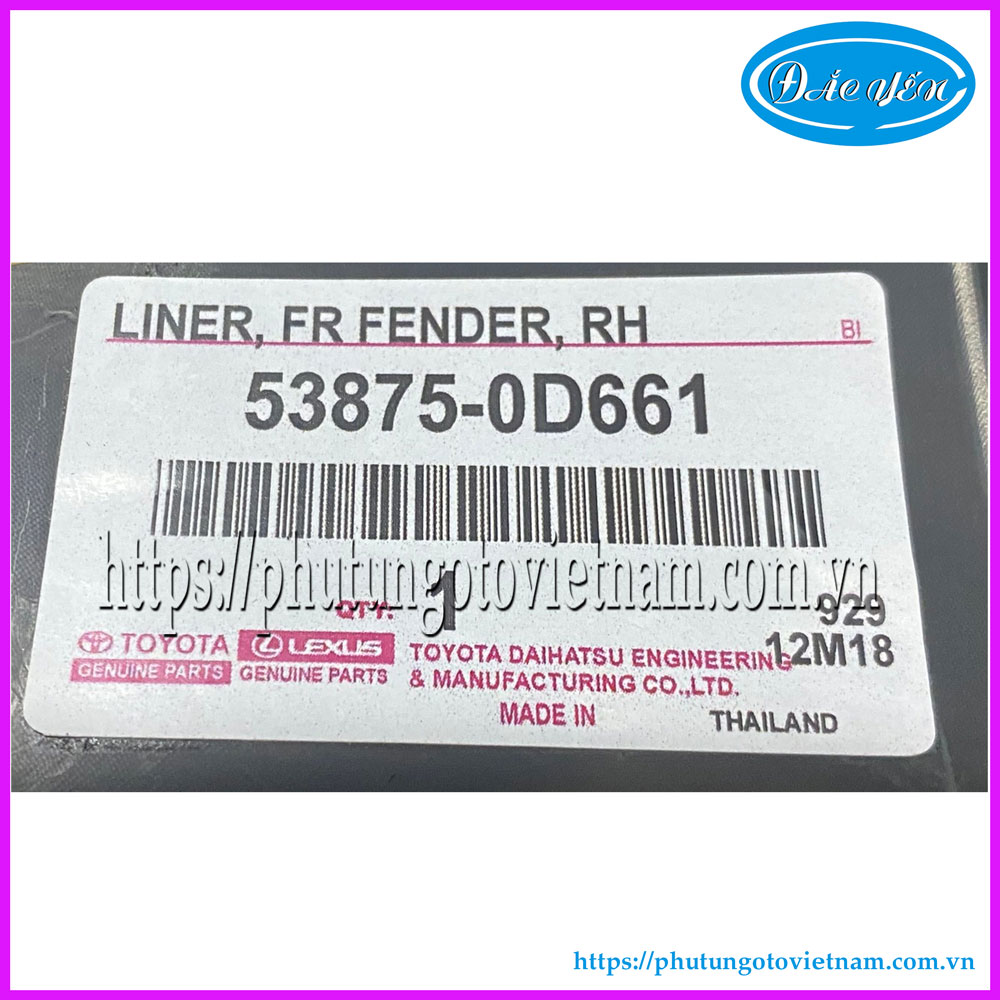 ĐẮC YẾN
LINER, FR FENDER, RH
BI
53875-0D661
https://phutungotovietnam.com.vn
QTY: 1
929
12M18
TOYOTA
GENUINE PARTS
LEXUS
GENUINE PARTS
TOYOTA DAIHATSU ENGINEERING
& MANUFACTURING CO.,LTD.
MADE IN THAILAND
https://phutungotovietnam.com.vn